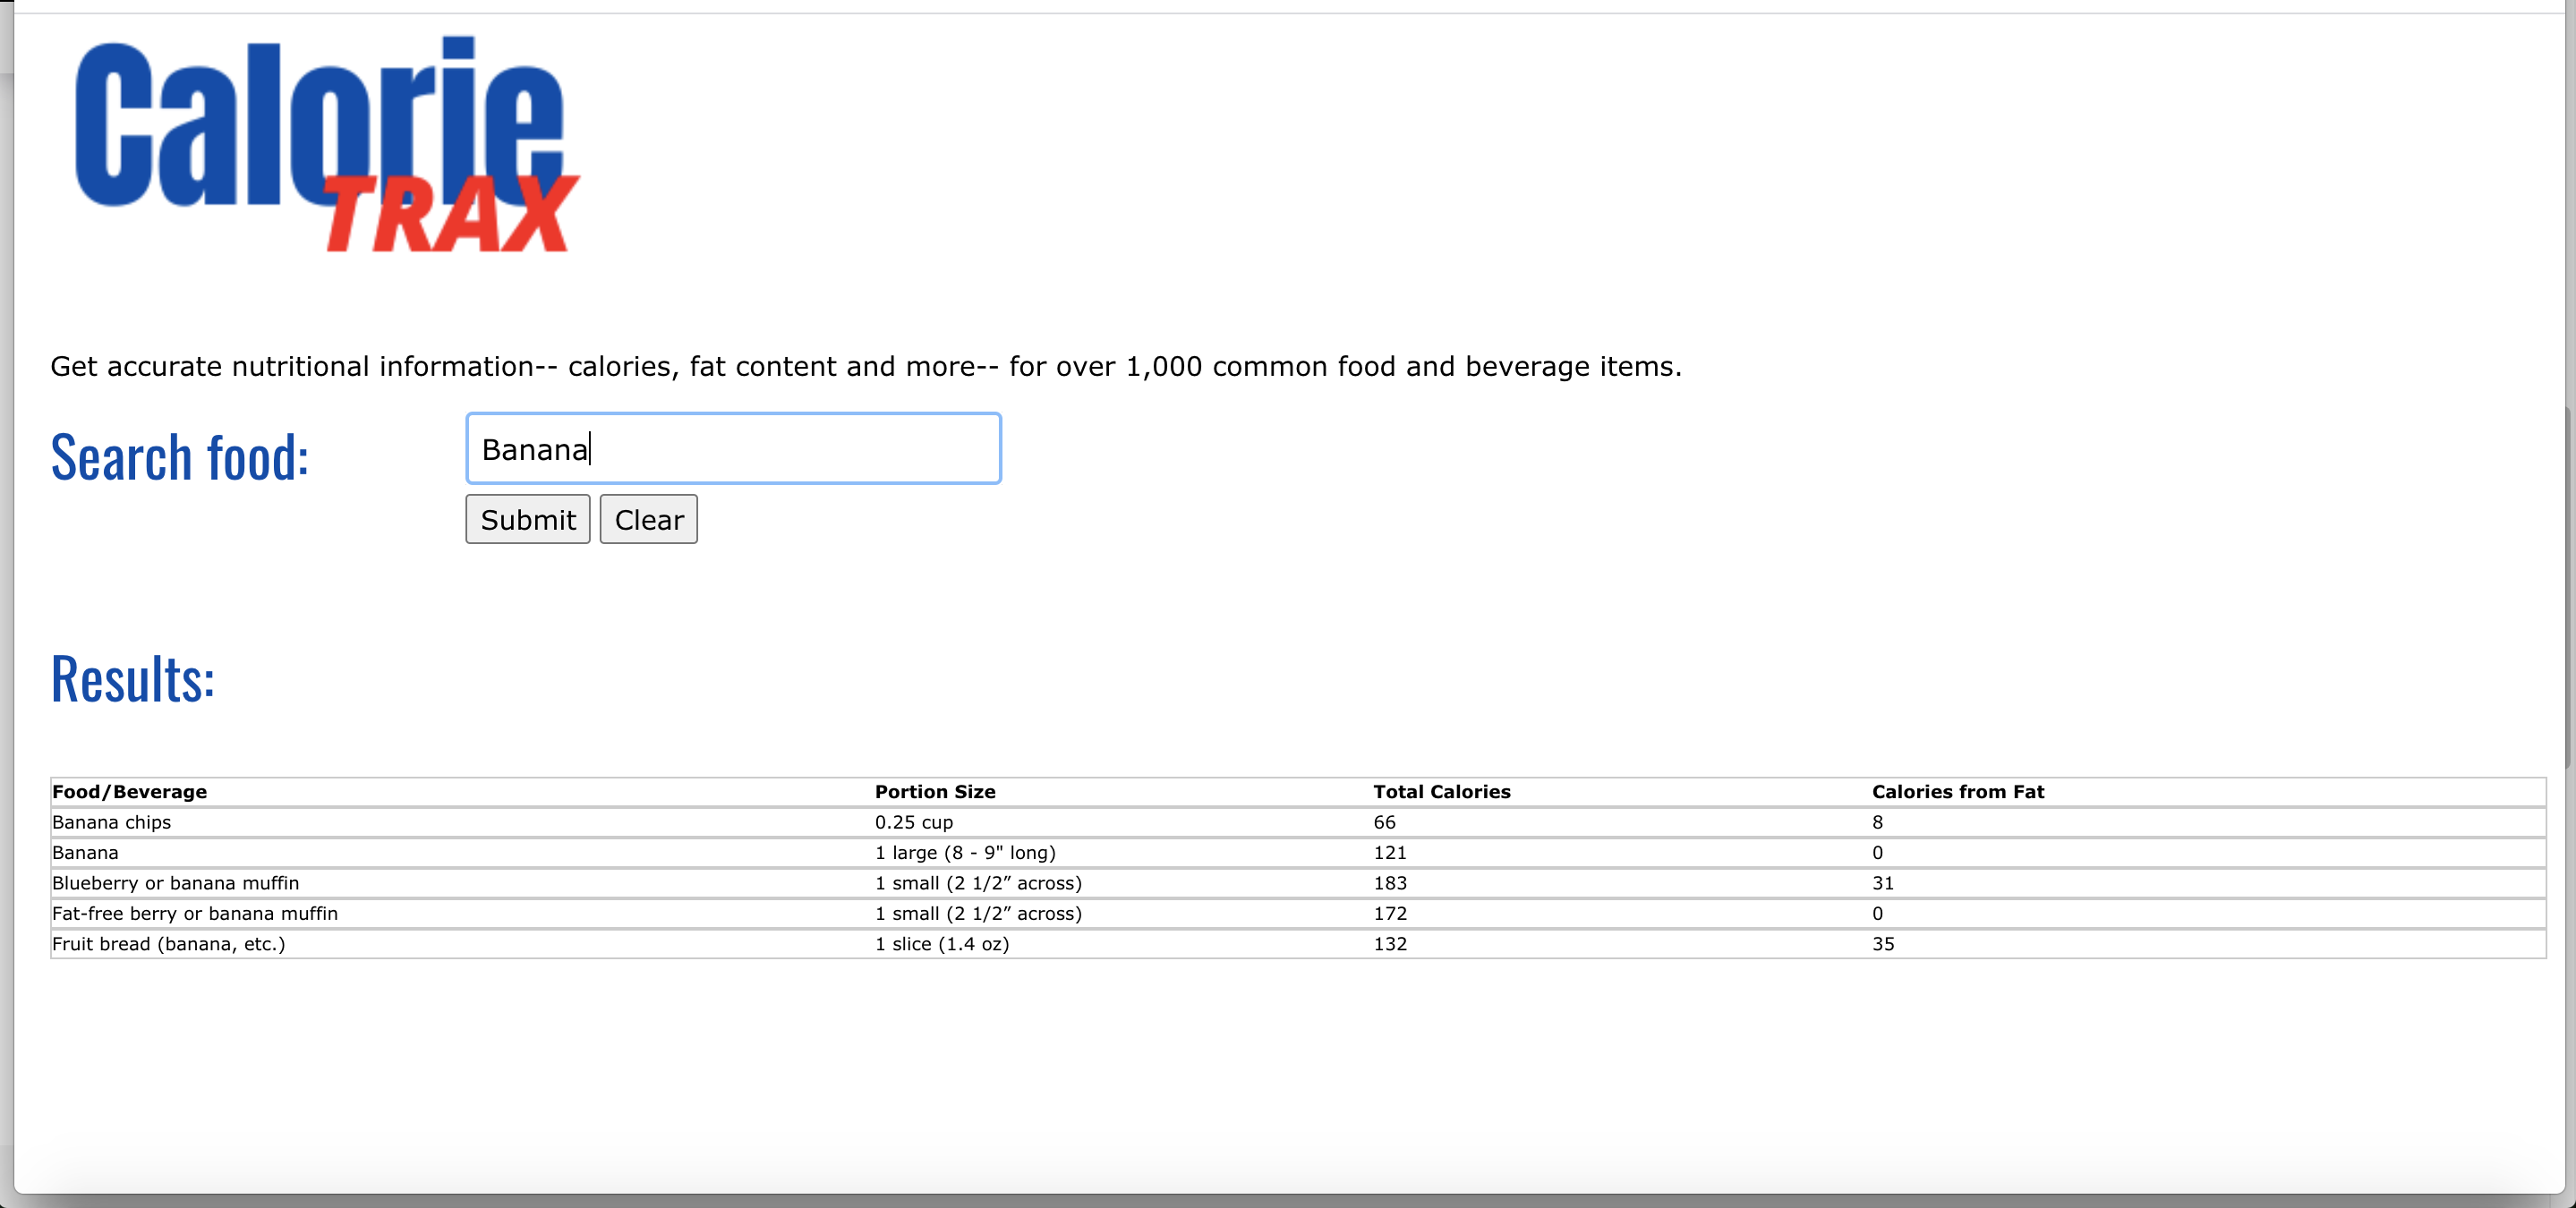 Calorie
TRAX
Get accurate nutritional information-- calories, fat content and more-- for over 1,000 common food and beverage items.
Search food: Banana
Submit Clear
Results:
Food/Beverage Portion Size Total Calories Calories from Fat
Banana chips 0.25 cup 66 8
Banana 1 large (8 - 9" long) 121 0
Blueberry or banana muffin 1 small (2 1/2” across) 183 31
Fat-free berry or banana muffin 1 small (2 1/2” across) 172 0
Fruit bread (banana, etc.) 1 slice (1.4 oz) 132 35